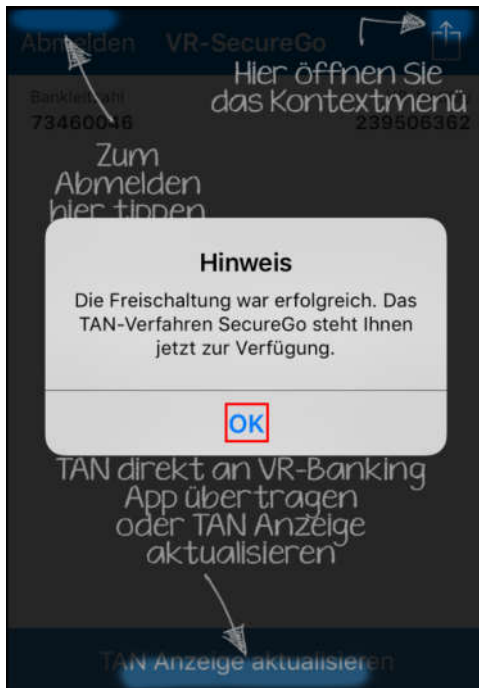 Abmelden VR-SecureGo
Hier öffnen Sie
das Kontextmenü
Bankleitzahl
73460046 239506362
Zum
Abmelden
hier tippen
Hinweis
Die Freischaltung war erfolgreich. Das
TAN-Verfahren SecureGo steht Ihnen
jetzt zur Verfügung.
OK
TAN direkt an VR-Banking
App übertragen
oder TAN Anzeige
aktualisieren
TAN Anzeige aktualisieren